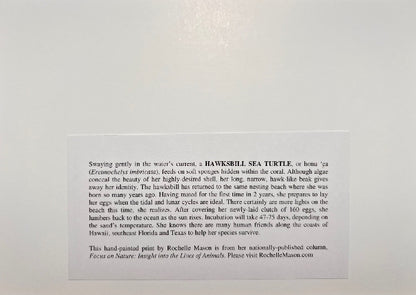 Swaying gently in the water's current, a HAWKSBILL SEA TURTLE, or honu 'ea
(Eretmochelys imbricata), feeds on soft sponges hidden within the coral. Although algae
conceal the beauty of her highly desired shell, her long, narrow, hawk-like beak gives
away her identity. The hawksbill has returned to the same nesting beach where she was
born so many years ago. Having mated for the first time in 2 years, she prepares to lay
her eggs when the tidal and lunar cycles are ideal. There certainly are more lights on the
beach this time, she realizes. After covering her newly-laid clutch of 160 eggs, she
lumbers back to the ocean as the sun rises. Incubation will take 47-75 days, depending on
the sand's temperature. She knows there are many human friends along the coasts of
Hawaii, southeast Florida and Texas to help her species survive.
This hand-painted print by Rochelle Mason is from her nationally-published column,
Focus on Nature: Insight into the Lives of Animals. Please visit RochelleMason.com